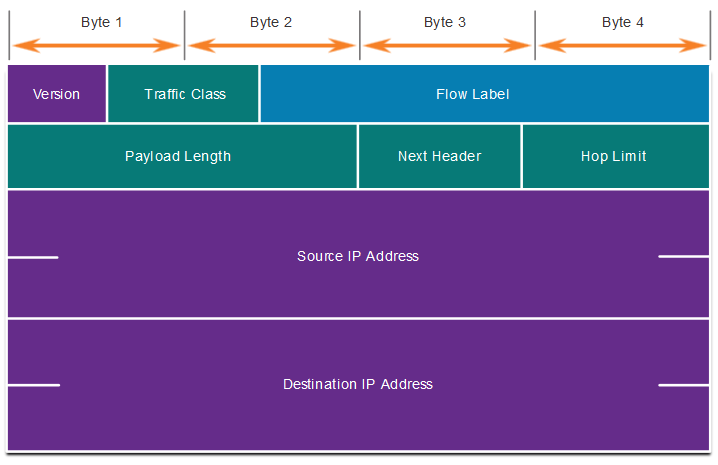 Byte 1 Byte 2 Byte 3 Byte 4
Version Traffic Class Flow Label
Payload Length Next Header Hop Limit
Source IP Address
Destination IP Address